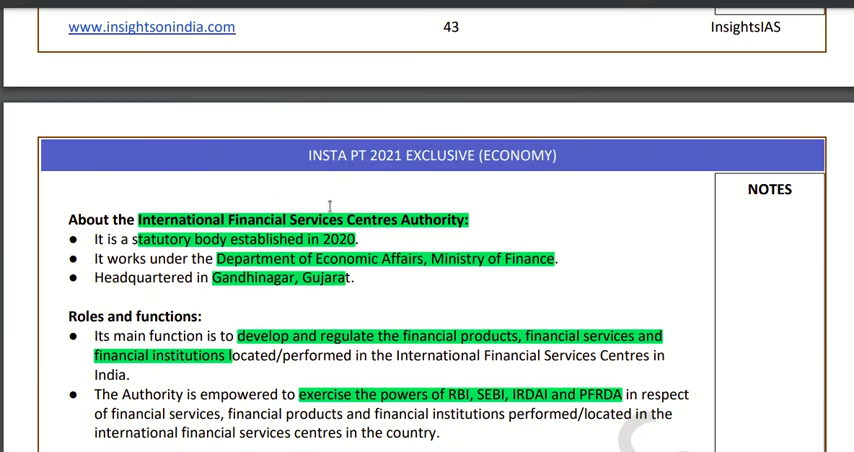 www.insightsonindia.com 43 InsightsIAS
INSTA PT 2021 EXCLUSIVE (ECONOMY)
NOTES
About the International Financial Services Centres Authority:
● It is a statutory body established in 2020.
● It works under the Department of Economic Affairs, Ministry of Finance.
● Headquartered in Gandhinagar, Gujarat.
Roles and functions:
● Its main function is to develop and regulate the financial products, financial services and
financial institutions located/performed in the International Financial Services Centres in
India.
● The Authority is empowered to exercise the powers of RBI, SEBI, IRDAI and PFRDA in respect
of financial services, financial products and financial institutions performed/located in the
international financial services centres in the country.